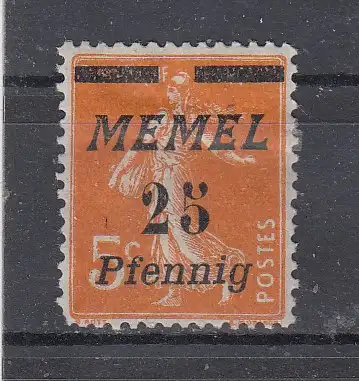 F
MEMEL
25
5c
Pfennig
POSTES